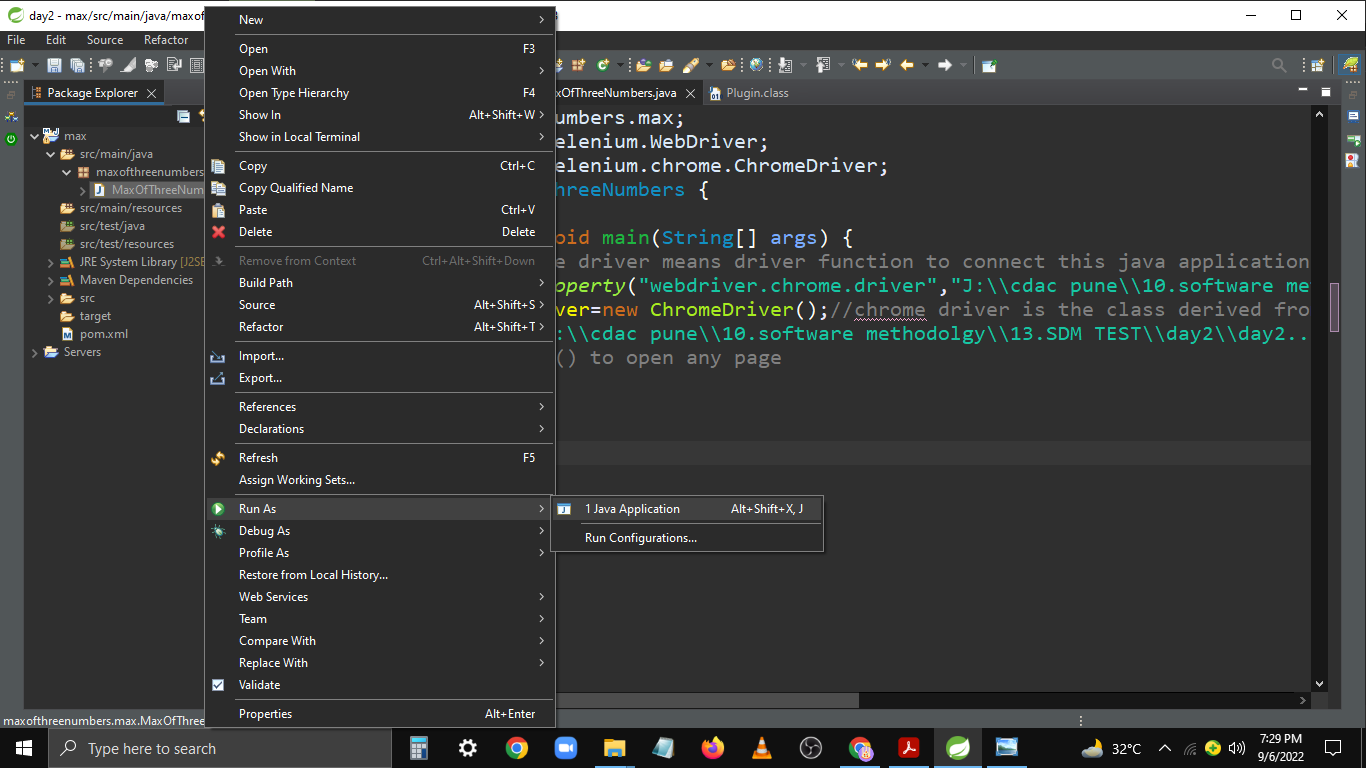 day2 - max/src/main/java/maxof
File Edit Source Refactor
Package Explorer
max
src/main/java
maxofthreenumbers
MaxOfThreeNum
src/main/resources
src/test/java
src/test/resources
JRE System Library [J2SE
Maven Dependencies
src
target
pom.xml
Servers
New
Open F3
Open With
Open Type Hierarchy F4
Show In Alt+Shift+W
Show in Local Terminal
Copy Ctrl+C
Copy Qualified Name
Paste Ctrl+V
Delete Delete
Remove from Context Ctrl+Alt+Shift+Down
Build Path
Source Alt+Shift+S
Refactor Alt+Shift+T
Import...
Export...
References
Declarations
Refresh F5
Assign Working Sets...
Run As
Debug As
Profile As
Restore from Local History...
Web Services
Team
Compare With
Replace With
Validate
Properties Alt+Enter
1 Java Application Alt+Shift+X, J
Run Configurations...
xOfThreeNumbers.java Plugin.class
umbers.max;
elenium.WebDriver;
elenium.chrome.ChromeDriver;
hreeNumbers {
oid main(String[] args) {
e driver means driver function to connect this java application
operty("webdriver.chrome.driver","J:\\cdac pune\\10.software met
ver=new ChromeDriver();//chrome driver is the class derived fro
:\\cdac pune\\10.software methodolgy\\13.SDM TEST\\day2\\day2..
() to open any page
maxofthreenumbers.max.MaxOfThree
Type here to search
32°C
7:29 PM
9/6/2022